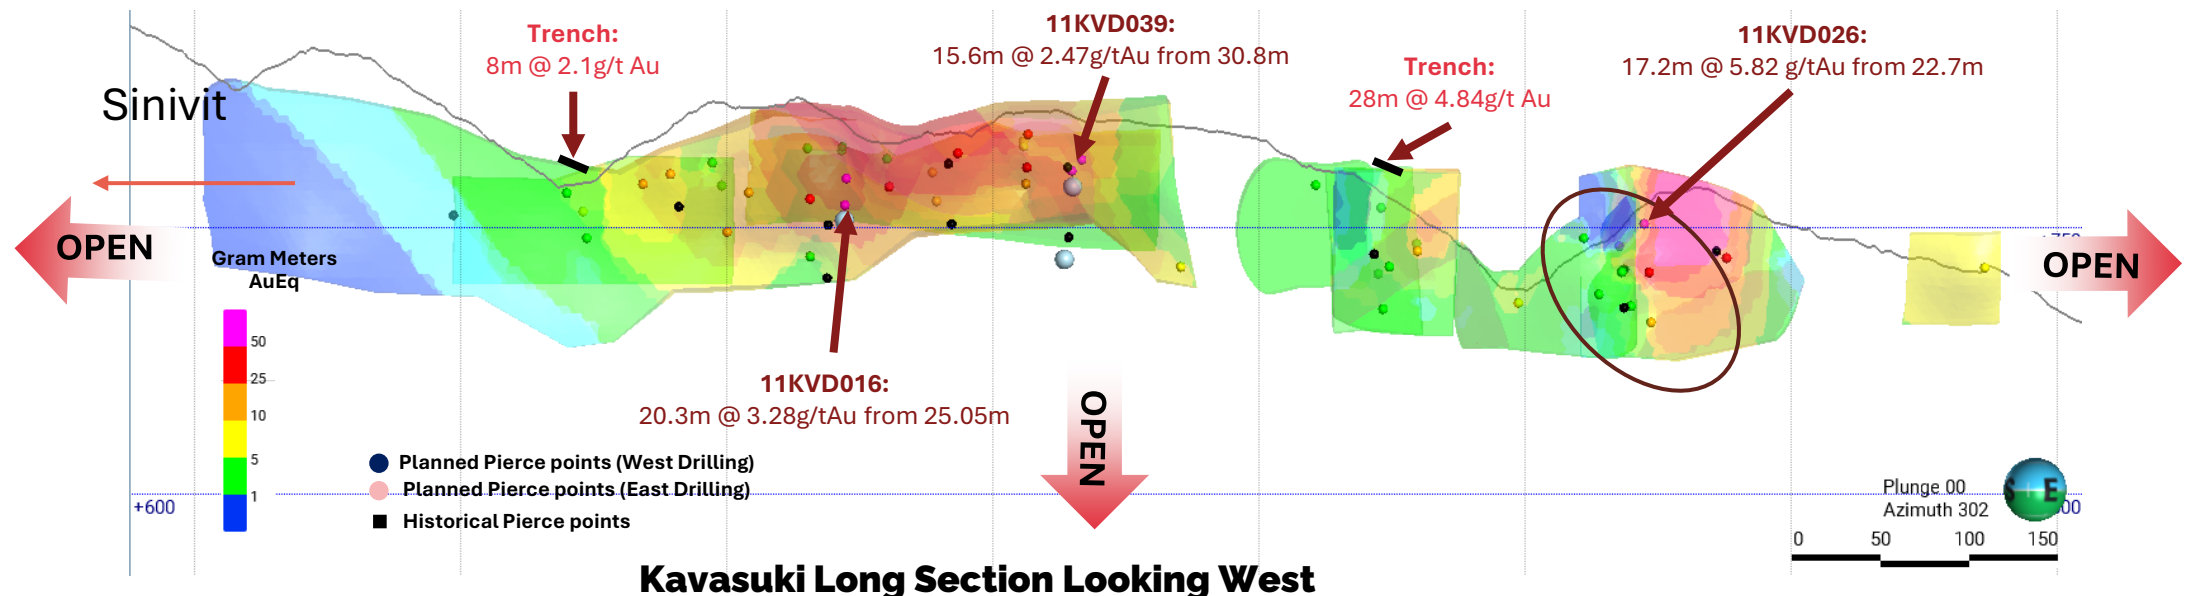 Trench:
8m @ 2.1g/t Au
11KVD039:
15.6m @ 2.47g/tAu from 30.8m
Trench:
28m @ 4.84g/t Au
11KVD026:
17.2m @ 5.82 g/tAu from 22.7m
Sinivit
OPEN
OPEN
Gram Meters
AuEq
50
25
10
5
1
11KVD016:
20.3m @ 3.28g/tAu from 25.05m
OPEN
Planned Pierce points (West Drilling)
Planned Pierce points (East Drilling)
Historical Pierce points
+600
Plunge 00
Azimuth 302
S E
0 50 100 150
Kavasuki Long Section Looking West